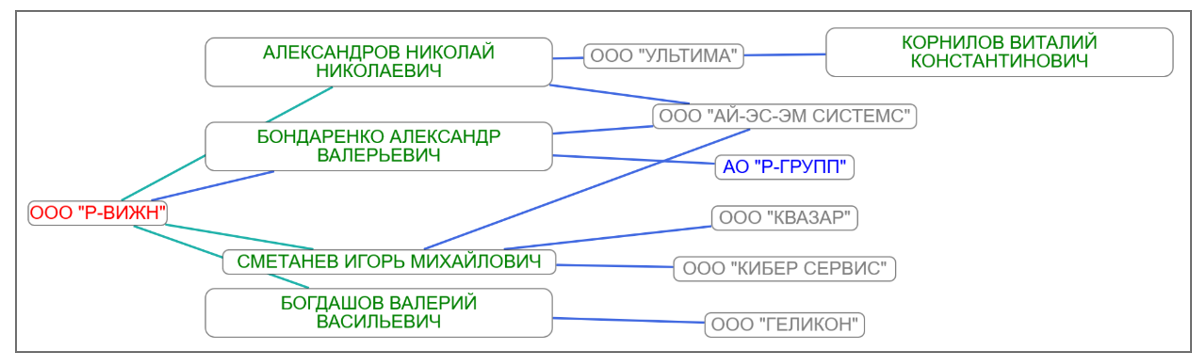 АЛЕКСАНДРОВ НИКОЛАЙ
НИКОЛАЕВИЧ
ООО "УЛЬТИМА"
КОРНИЛОВ ВИТАЛИЙ
КОНСТАНТИНОВИЧ
ООО "АЙ-ЭС-ЭМ СИСТЕМС"
БОНДАРЕНКО АЛЕКСАНДР
ВАЛЕРЬЕВИЧ
АО "Р-ГРУПП"
ООО "Р-ВИЖН"
ООО "КВАЗАР"
СМЕТАНЕВ ИГОРЬ МИХАЙЛОВИЧ
ООО "КИБЕР СЕРВИС"
БОГДАШОВ ВАЛЕРИЙ
ВАСИЛЬЕВИЧ
ООО "ГЕЛИКОН"